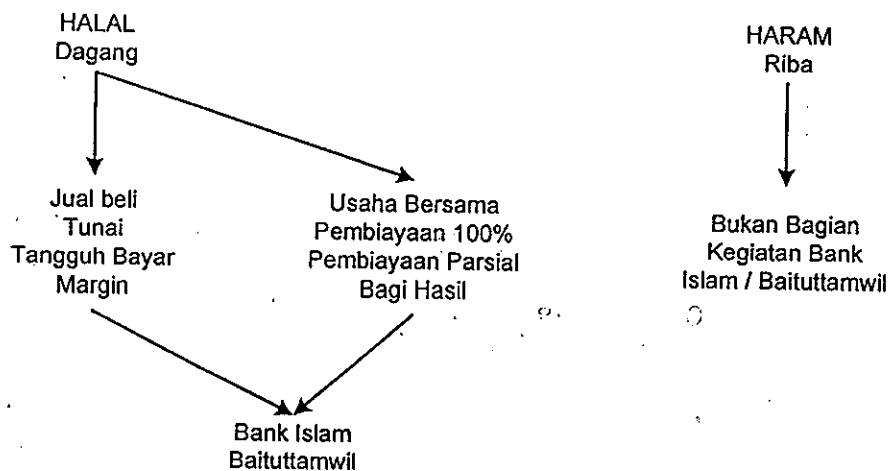 HALAL
Dagang
HARAM
Riba
Jual beli
Tunai
Tangguh Bayar
Margin
Usaha Bersama
Pembiayaan 100%
Pembiayaan Parsial
Bagi Hasil
Bukan Bagian
Kegiatan Bank
Islam / Baituttamwil
Bank Islam
Baituttamwil